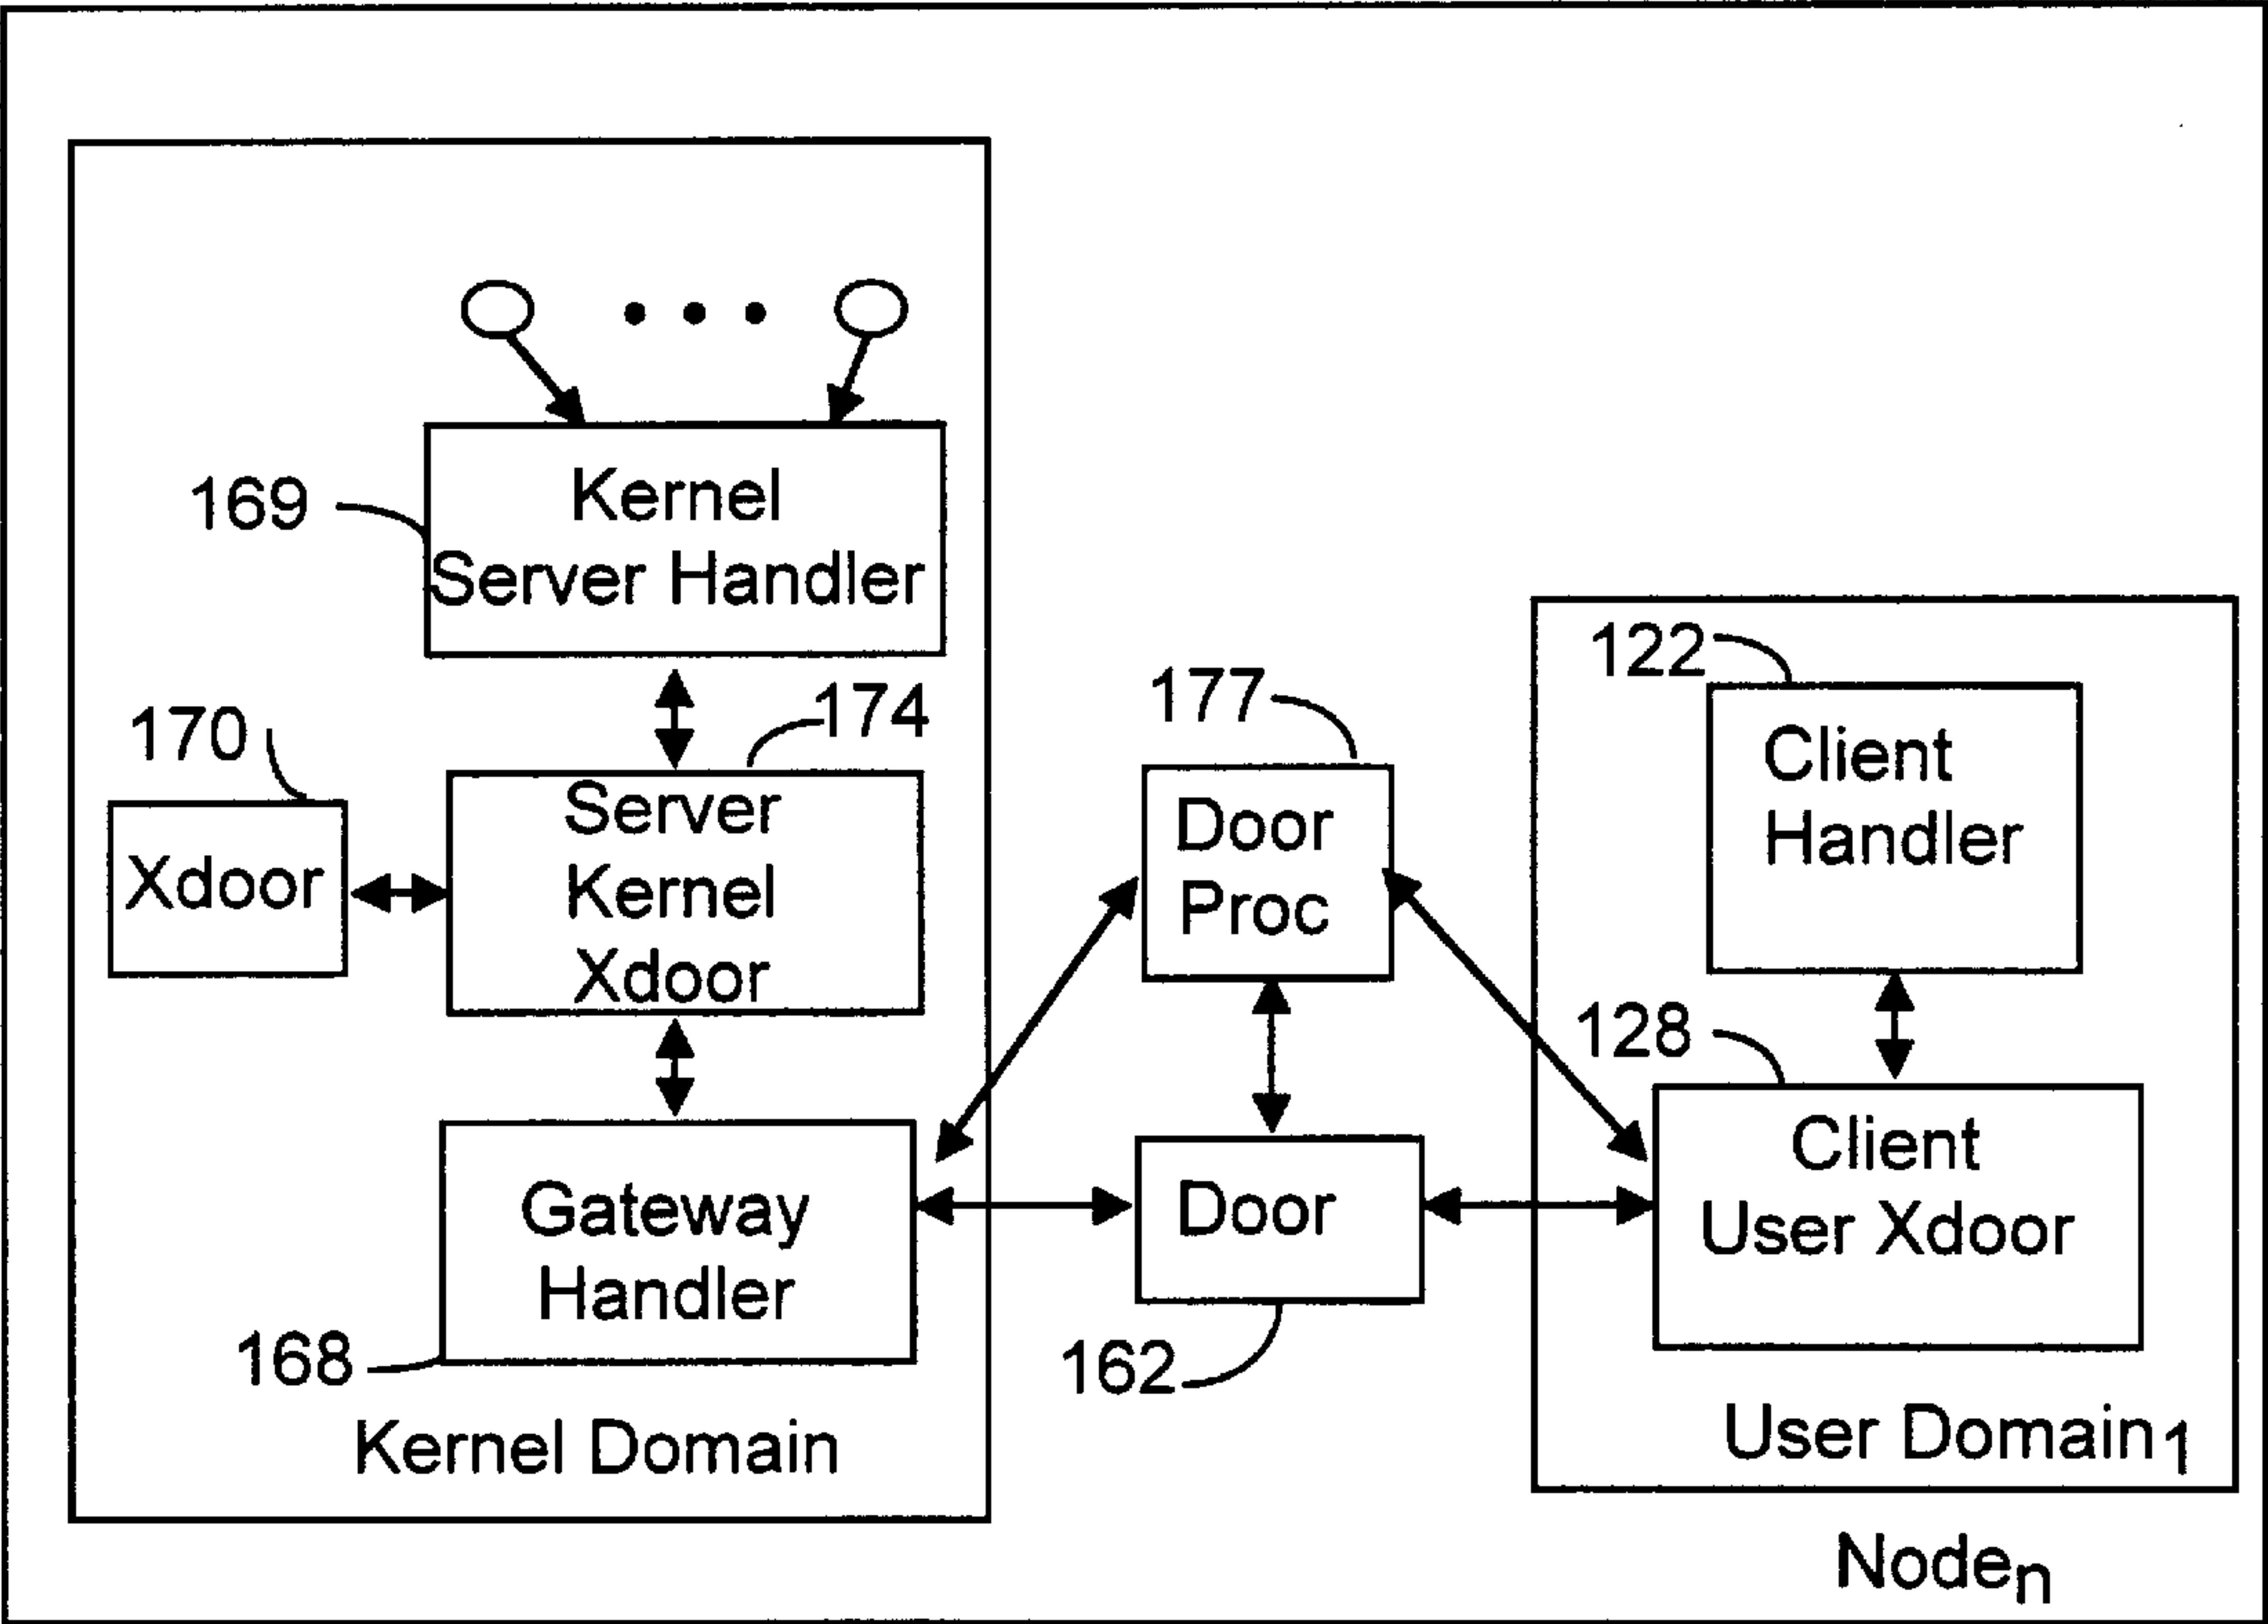 169
Kernel
Server Handler
170
174
Xdoor
Server
Kernel
Xdoor
168
Gateway
Handler
Kernel Domain
177
Door
Proc
Door
162
122
Client
Handler
128
Client
User Xdoor
User Domain1
Noden